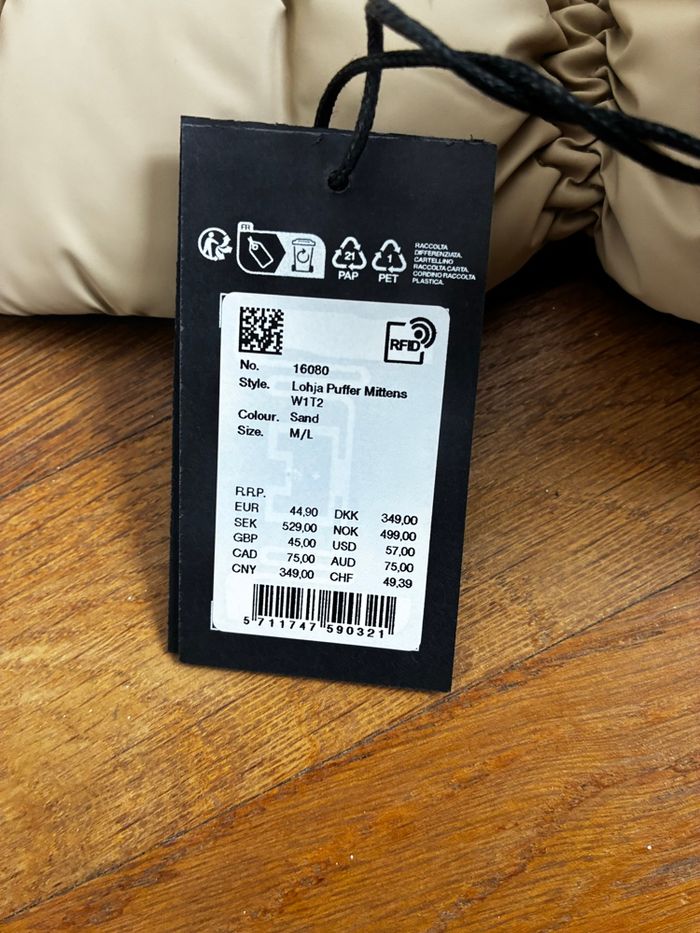 FR
21
PAP
1
PET
RACCOLTA
DIFFERENZIATA.
CARTELLINO
RACCOLTA CARTA.
CORDINO RACCOLTA
PLASTICA.
RFID
No. 16080
Style. Lohja Puffer Mittens
W1T2
Colour. Sand
Size. M/L
R.R.P.
EUR 44,90 DKK 349,00
SEK 529,00 NOK 499,00
GBP 45,00 USD 57,00
CAD 75,00 AUD 75,00
CNY 349,00 CHF 49,39
5 711747 590321